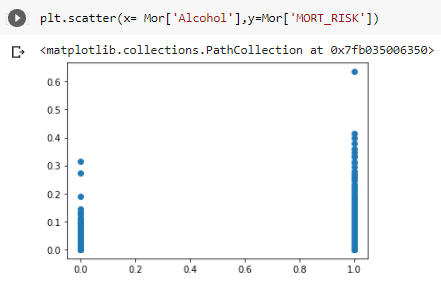 plt.scatter(x= Mor['Alcohol'],y=Mor['MORT_RISK'])
<matplotlib.collections.PathCollection at 0x7fb035006350>
0.6
0.5
0.4
0.3
0.2
0.1
0.0
0.0 0.2 0.4 0.6 0.8 1.0